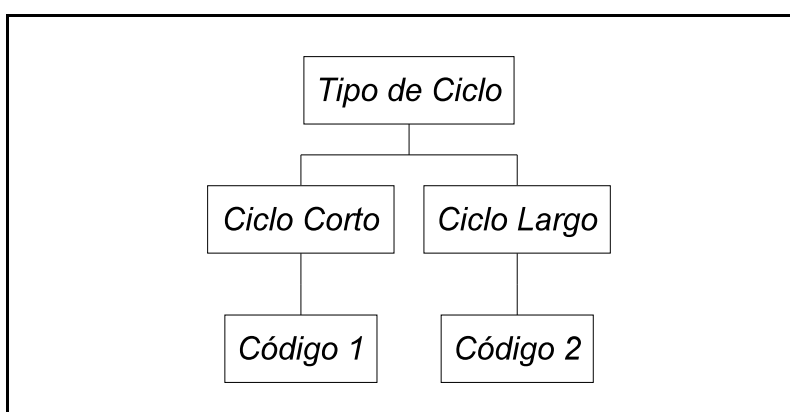 Tipo de Ciclo
Ciclo Corto
Ciclo Largo
Código 1
Código 2